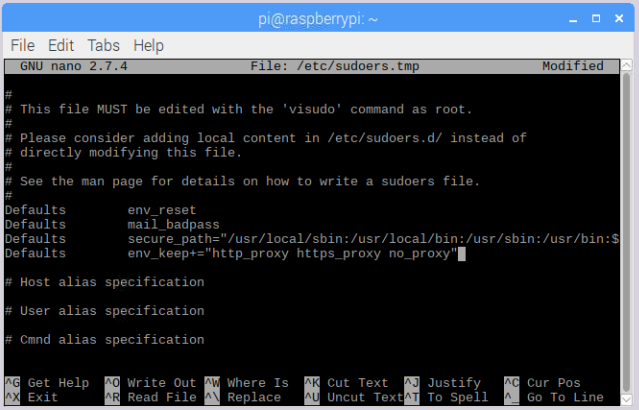 pi@raspberrypi: ~
File Edit Tabs Help
GNU nano 2.7.4 File: /etc/sudoers.tmp Modified
#
# This file MUST be edited with the 'visudo' command as root.
#
# Please consider adding local content in /etc/sudoers.d/ instead of
# directly modifying this file.
#
# See the man page for details on how to write a sudoers file.
#
Defaults env_reset
Defaults mail_badpass
Defaults secure_path="/usr/local/sbin:/usr/local/bin:/usr/sbin:/usr/bin:$
Defaults env_keep+="http_proxy https_proxy no_proxy"
# Host alias specification
# User alias specification
# Cmnd alias specification
^G Get Help ^O Write Out ^W Where Is ^K Cut Text ^J Justify ^C Cur Pos
^X Exit ^R Read File ^\ Replace ^U Uncut Text ^T To Spell ^_ Go To Line